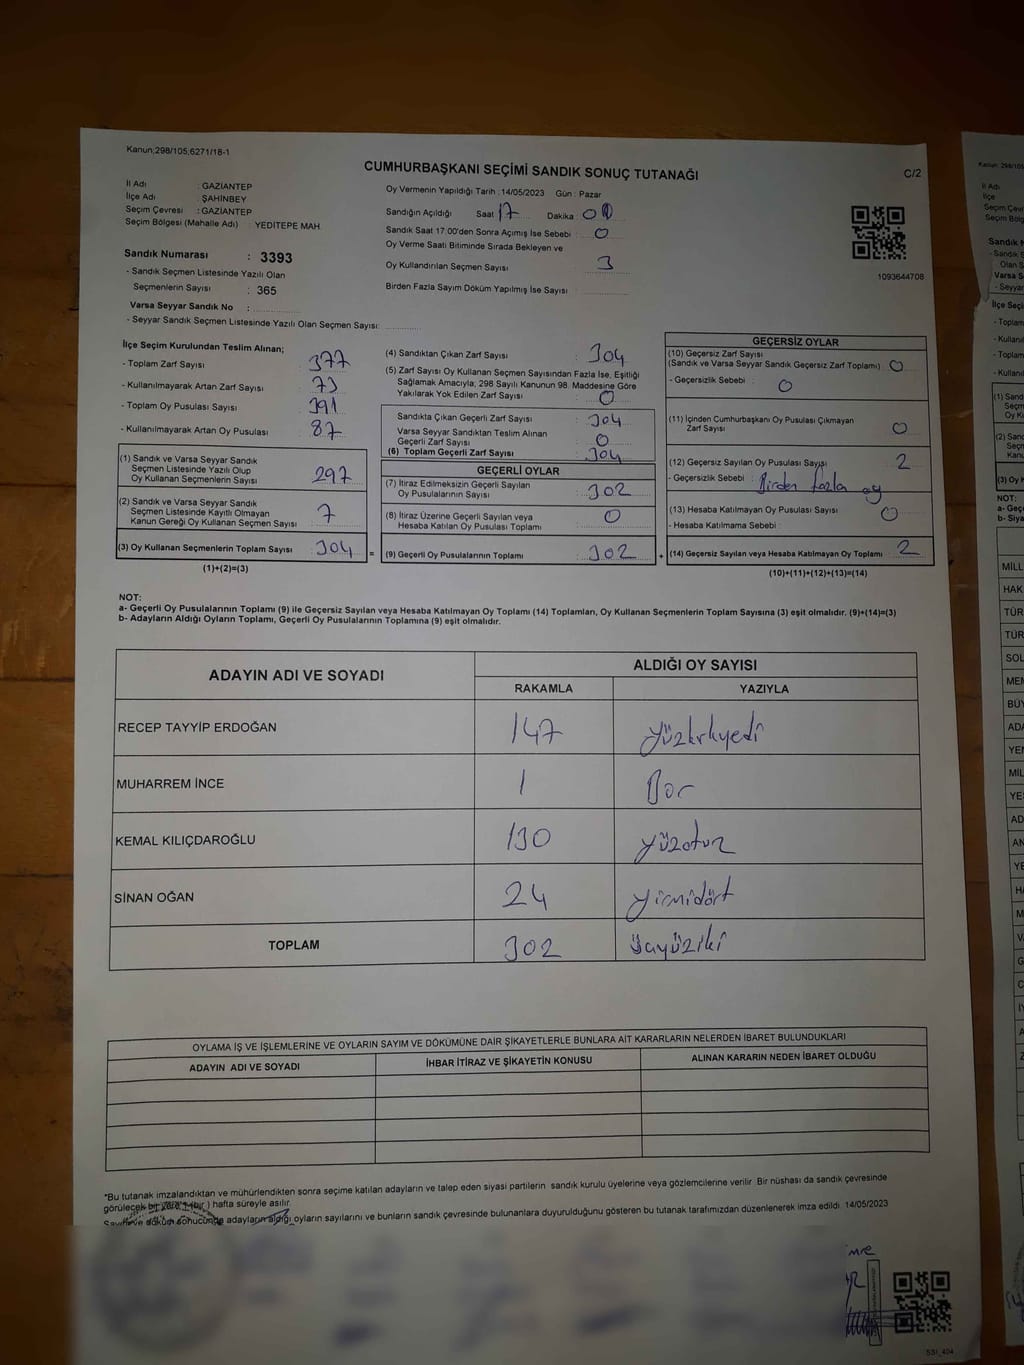 Kanun;298/105;6271/18-1
CUMHURBAŞKANI SEÇİMİ SANDIK SONUÇ TUTANAĞI
C/2
İl Adı : GAZİANTEP
İlçe Adı : ŞAHİNBEY
Seçim Çevresi : GAZİANTEP
Seçim Bölgesi (Mahalle Adı) : YEDİTEPE MAH.
Sandık Numarası : 3393
- Sandık Seçmen Listesinde Yazılı Olan
Seçmenlerin Sayısı : 365
Varsa Seyyar Sandık No :
- Seyyar Sandık Seçmen Listesinde Yazılı Olan Seçmen Sayısı:
Oy Vermenin Yapıldığı Tarih : 14/05/2023 Gün : Pazar
Sandığın Açıldığı Saat 17 Dakika :
Sandık Saat 17:00'den Sonra Açımış İse Sebebi : 0
Oy Verme Saati Bitiminde Sırada Bekleyen ve
Oy Kullandırılan Seçmen Sayısı 3
Birden Fazla Sayım Döküm Yapılmış İse Sayısı :
1093644708
İlçe Seçim Kurulundan Teslim Alınan;
- Toplam Zarf Sayısı : 377
- Kullanılmayarak Artan Zarf Sayısı : 73
- Toplam Oy Pusulası Sayısı : 391
- Kullanılmayarak Artan Oy Pusulası : 87
(1) Sandık ve Varsa Seyyar Sandık
Seçmen Listesinde Yazılı Olup
Oy Kullanan Seçmenlerin Sayısı : 297
(2) Sandık ve Varsa Seyyar Sandık
Seçmen Listesinde Kayıtlı Olmayan
Kanun Gereği Oy Kullanan Seçmen Sayısı : 7
(3) Oy Kullanan Seçmenlerin Toplam Sayısı : 304 =
(1)+(2)=(3)
(4) Sandıktan Çıkan Zarf Sayısı : 304
(5) Zarf Sayısı Oy Kullanan Seçmen Sayısından Fazla İse, Eşitliği
Sağlamak Amacıyla; 298 Sayılı Kanunun 98. Maddesine Göre
Yakılarak Yok Edilen Zarf Sayısı : 0
Sandıkta Çıkan Geçerli Zarf Sayısı : 304
Varsa Seyyar Sandıktan Teslim Alınan
Geçerli Zarf Sayısı : 0
(6) Toplam Geçerli Zarf Sayısı : 304
GEÇERLİ OYLAR
(7) İtiraz Edilmeksizin Geçerli Sayılan
Oy Pusulalarının Sayısı : 302
(8) İtiraz Üzerine Geçerli Sayılan veya
Hesaba Katılan Oy Pusulası Toplamı : 0
(9) Geçerli Oy Pusulalarının Toplamı : 302 +
GEÇERSİZ OYLAR
(10) Geçersiz Zarf Sayısı
(Sandık ve Varsa Seyyar Sandık Geçersiz Zarf Toplamı) : 0
- Geçersizlik Sebebi : 0
(11) İçinden Cumhurbaşkanı Oy Pusulası Çıkmayan
Zarf Sayısı : 0
(12) Geçersiz Sayılan Oy Pusulası Sayısı 2
- Geçersizlik Sebebi : Birden fazla oy
(13) Hesaba Katılmayan Oy Pusulası Sayısı : 0
- Hesaba Katılmama Sebebi :
(14) Geçersiz Sayılan veya Hesaba Katılmayan Oy Toplamı : 2
(10)+(11)+(12)+(13)=(14)
NOT:
a- Geçerli Oy Pusulalarının Toplamı (9) ile Geçersiz Sayılan veya Hesaba Katılmayan Oy Toplamı (14) Toplamları, Oy Kullanan Seçmenlerin Toplam Sayısına (3) eşit olmalıdır. (9)+(14)=(3)
b- Adayların Aldığı Oyların Toplamı, Geçerli Oy Pusulalarının Toplamına (9) eşit olmalıdır.
ADAYIN ADI VE SOYADI
ALDIĞI OY SAYISI
RAKAMLA YAZIYLA
RECEP TAYYİP ERDOĞAN 147 yüzkırkyedi
MUHARREM İNCE 1 Bir
KEMAL KILIÇDAROĞLU 130 yüzotuz
SİNAN OĞAN 24 yirmidört
TOPLAM 302 üçyüziki
OYLAMA İŞ VE İŞLEMLERİNE VE OYLARIN SAYIM VE DÖKÜMÜNE DAİR ŞİKAYETLERLE BUNLARA AİT KARARLARIN NELERDEN İBARET BULUNDUKLARI
ADAYIN ADI VE SOYADI İHBAR İTİRAZ VE ŞİKAYETİN KONUSU ALINAN KARARIN NEDEN İBARET OLDUĞU
*Bu tutanak imzalandıktan ve mühürlendikten sonra seçime katılan adayların ve talep eden siyasi partilerin sandık kurulu üyelerine veya gözlemcilerine verilir. Bir nüshası da sandık çevresinde
görülecek bir yere 1 (bir ) hafta süreyle asılır.
Sayım ve döküm sonucunda adayların aldığı oyların sayılarını ve bunların sandık çevresinde bulunanlara duyurulduğunu gösteren bu tutanak tarafımızdan düzenlenerek imza edildi. 14/05/2023
SSI_404